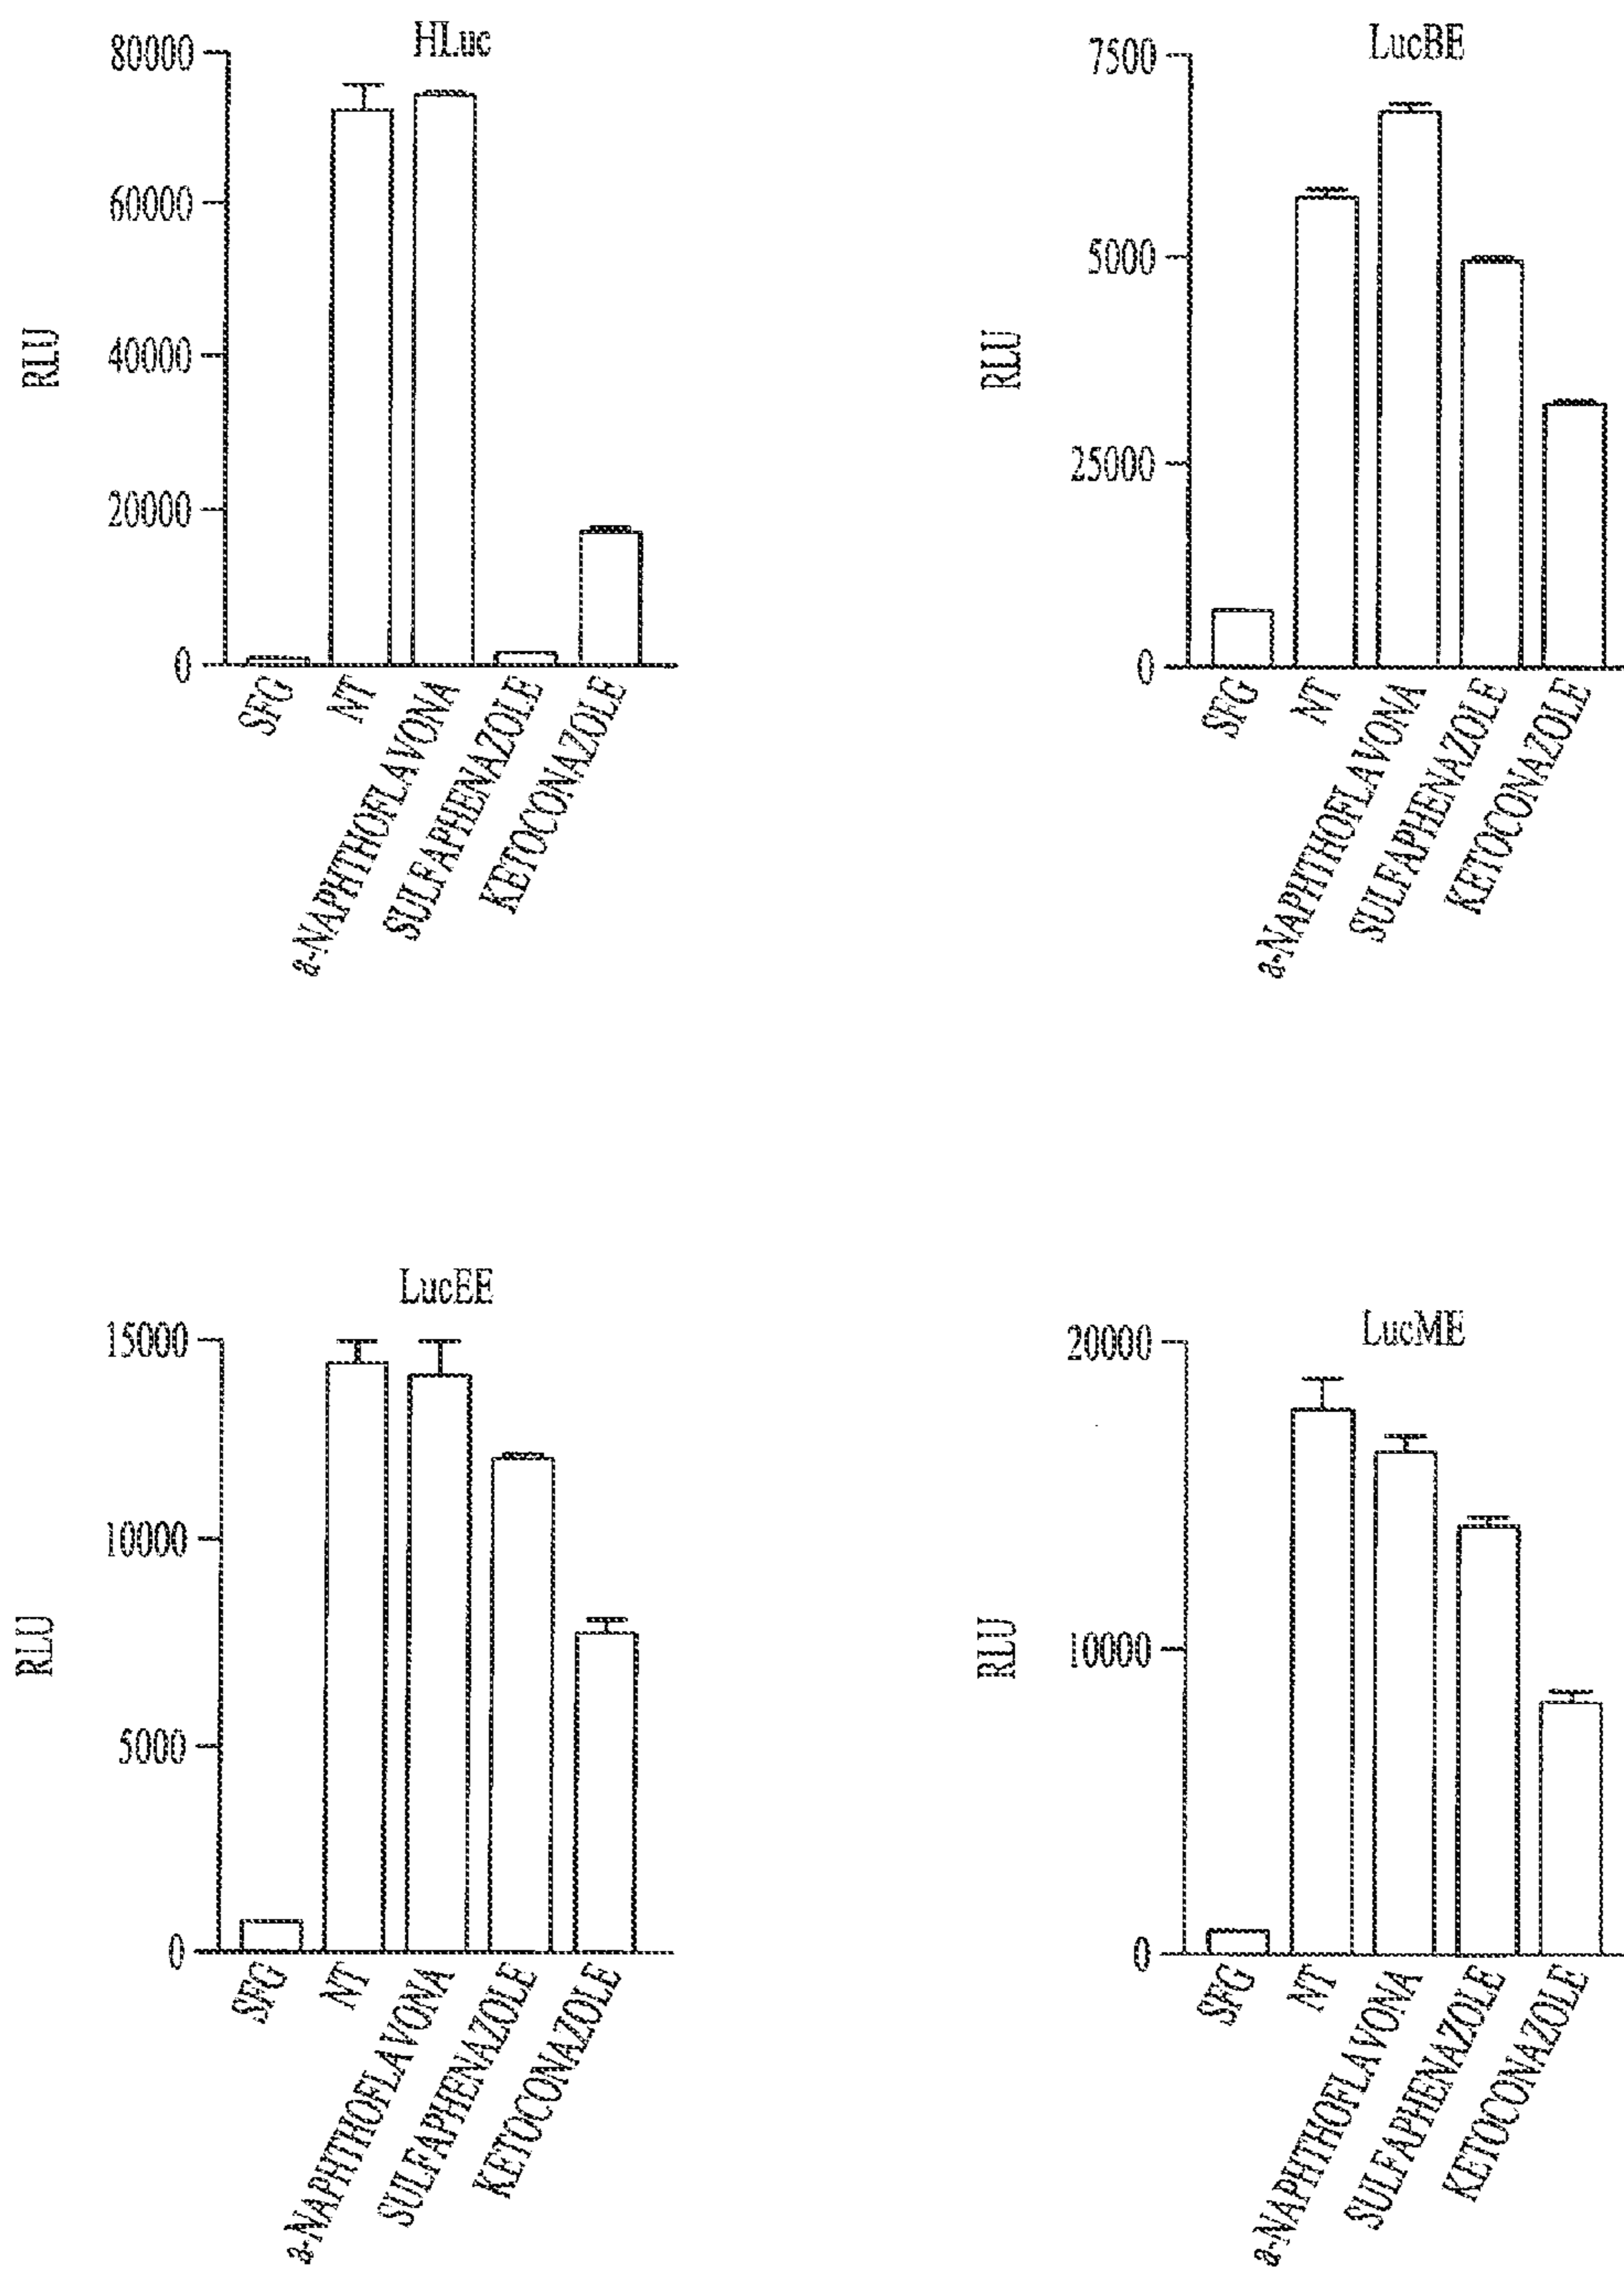 HLuc
80000
60000
40000
20000
0
RLU
SFG
NT
a-NAPHTHOFLAVONA
SULFAPHENAZOLE
KETOCONAZOLE
LucBE
7500
5000
25000
0
RLU
SFG
NT
a-NAPHTHOFLAVONA
SULFAPHENAZOLE
KETOCONAZOLE
LucEE
15000
10000
5000
0
RLU
SFG
NT
a-NAPHTHOFLAVONA
SULFAPHENAZOLE
KETOCONAZOLE
LucME
20000
10000
0
RLU
SFG
NT
a-NAPHTHOFLAVONA
SULFAPHENAZOLE
KETOCONAZOLE